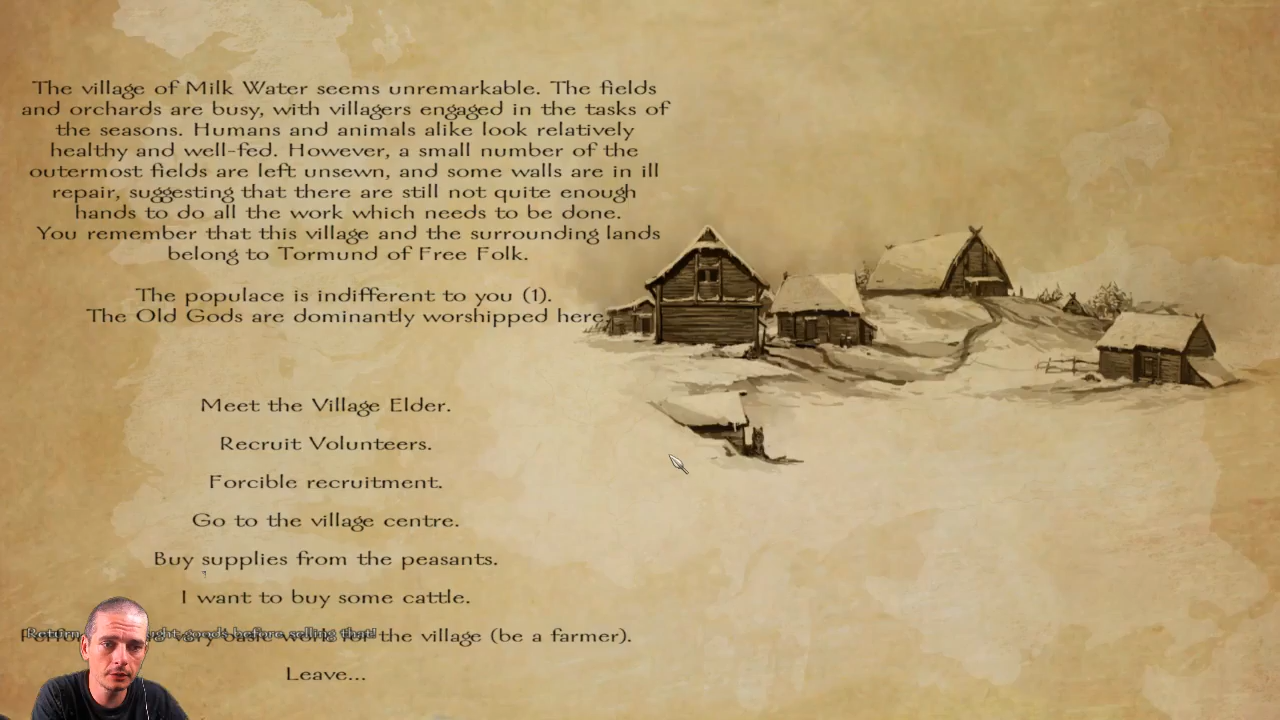 The village of Milk Water seems unremarkable. The fields
and orchards are busy, with villagers engaged in the tasks of
the seasons. Humans and animals alike look relatively
healthy and well-fed. However, a small number of the
outermost fields are left unsewn, and some walls are in ill
repair, suggesting that there are still not quite enough
hands to do all the work which needs to be done.
You remember that this village and the surrounding lands
belong to Tormund of Free Folk.
The populace is indifferent to you (1).
The Old Gods are dominantly worshipped here.
Meet the Village Elder.
Recruit Volunteers.
Forcible recruitment.
Go to the village centre.
Buy supplies from the peasants.
I want to buy some cattle.
the village (be a farmer).
Return goods before selling that!
Leave...